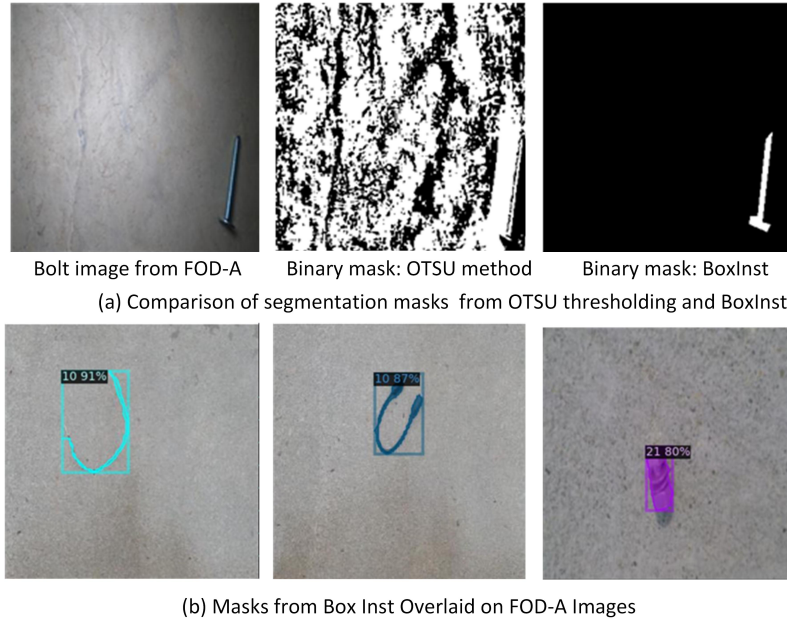 Bolt image from FOD-A
Binary mask: OTSU method
Binary mask: BoxInst
(a) Comparison of segmentation masks from OTSU thresholding and BoxInst
10 91%
10 87%
21 80%
(b) Masks from Box Inst Overlaid on FOD-A Images